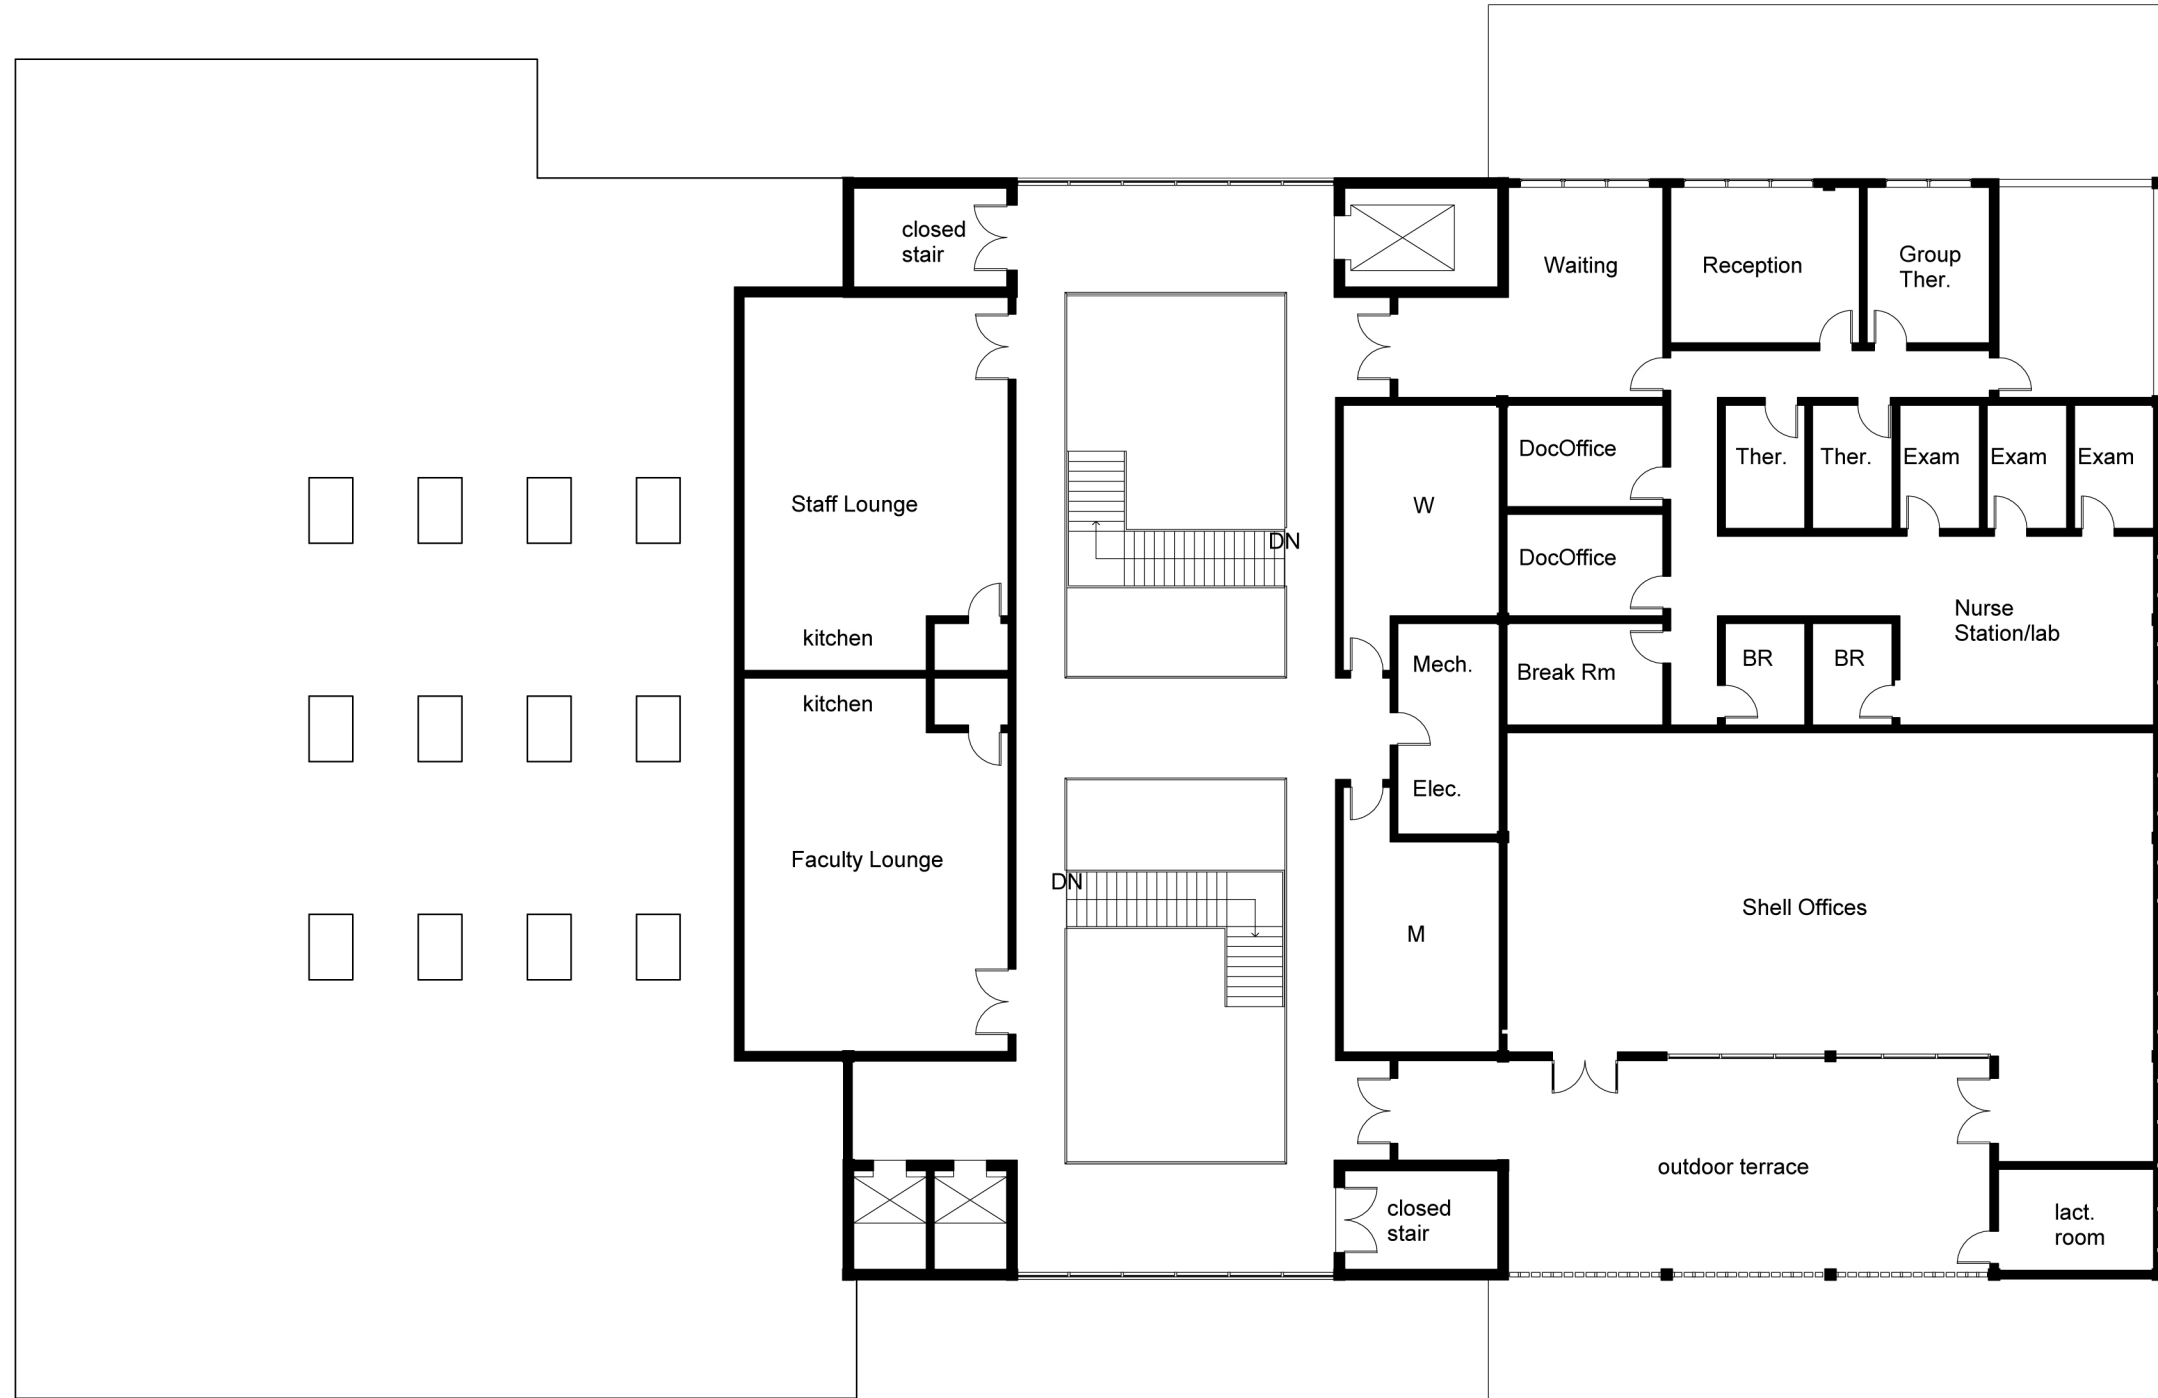 closed
stair
Waiting
Reception
Group
Ther.
DocOffice
Ther.
Ther.
Exam
Exam
Exam
Staff Lounge
W
DN
DocOffice
Nurse
Station/lab
kitchen
Mech.
Break Rm
BR
BR
kitchen
Elec.
Faculty Lounge
DN
Shell Offices
M
outdoor terrace
closed
stair
lact.
room